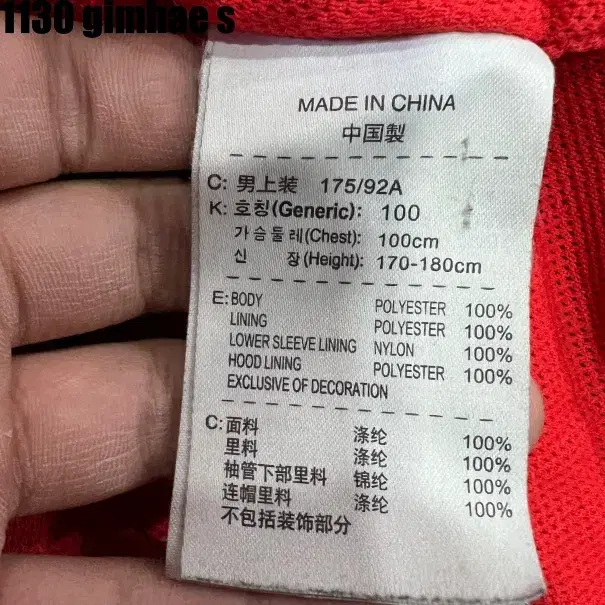 1130 gimhae s
MADE IN CHINA
中国製
C: 男上装 175/92A
K: 호칭(Generic): 100
가슴둘레(Chest): 100cm
신 장(Height): 170-180cm
E: BODY POLYESTER 100%
LINING POLYESTER 100%
LOWER SLEEVE LINING NYLON 100%
HOOD LINING POLYESTER 100%
EXCLUSIVE OF DECORATION
C: 面料 涤纶 100%
里料 涤纶 100%
袖管下部里料 锦纶 100%
连帽里料 涤纶 100%
不包括装饰部分